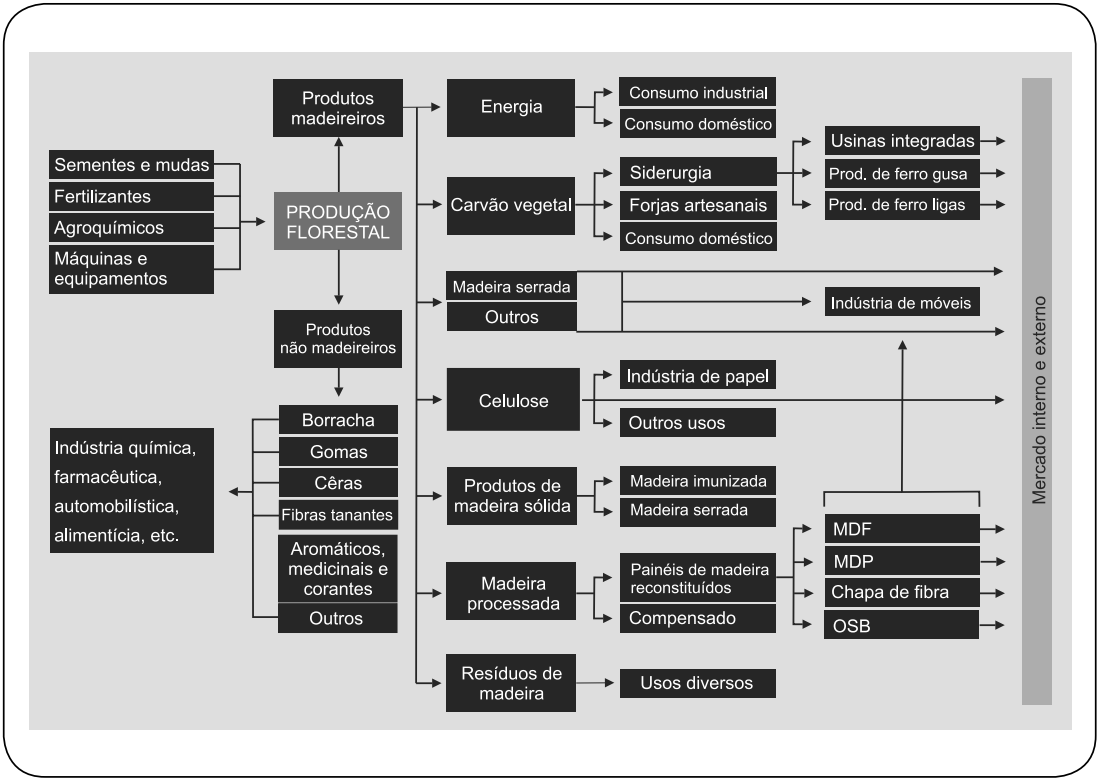 Sementes e mudas
Fertilizantes
Agroquímicos
Máquinas e
equipamentos
Produtos
madeireiros
PRODUÇÃO
FLORESTAL
Produtos
não madeireiros
Borracha
Gomas
Cêras
Fibras tanantes
Aromáticos,
medicinais e
corantes
Outros
Indústria química,
farmacêutica,
automobilística,
alimentícia, etc.
Energia
Consumo industrial
Consumo doméstico
Carvão vegetal
Siderurgia
Forjas artesanais
Consumo doméstico
Usinas integradas
Prod. de ferro gusa
Prod. de ferro ligas
Madeira serrada
Outros
Indústria de móveis
Celulose
Indústria de papel
Outros usos
Produtos de
madeira sólida
Madeira imunizada
Madeira serrada
Madeira
processada
Painéis de madeira
reconstituídos
Compensado
MDF
MDP
Chapa de fibra
OSB
Resíduos de
madeira
Usos diversos
Mercado interno e externo